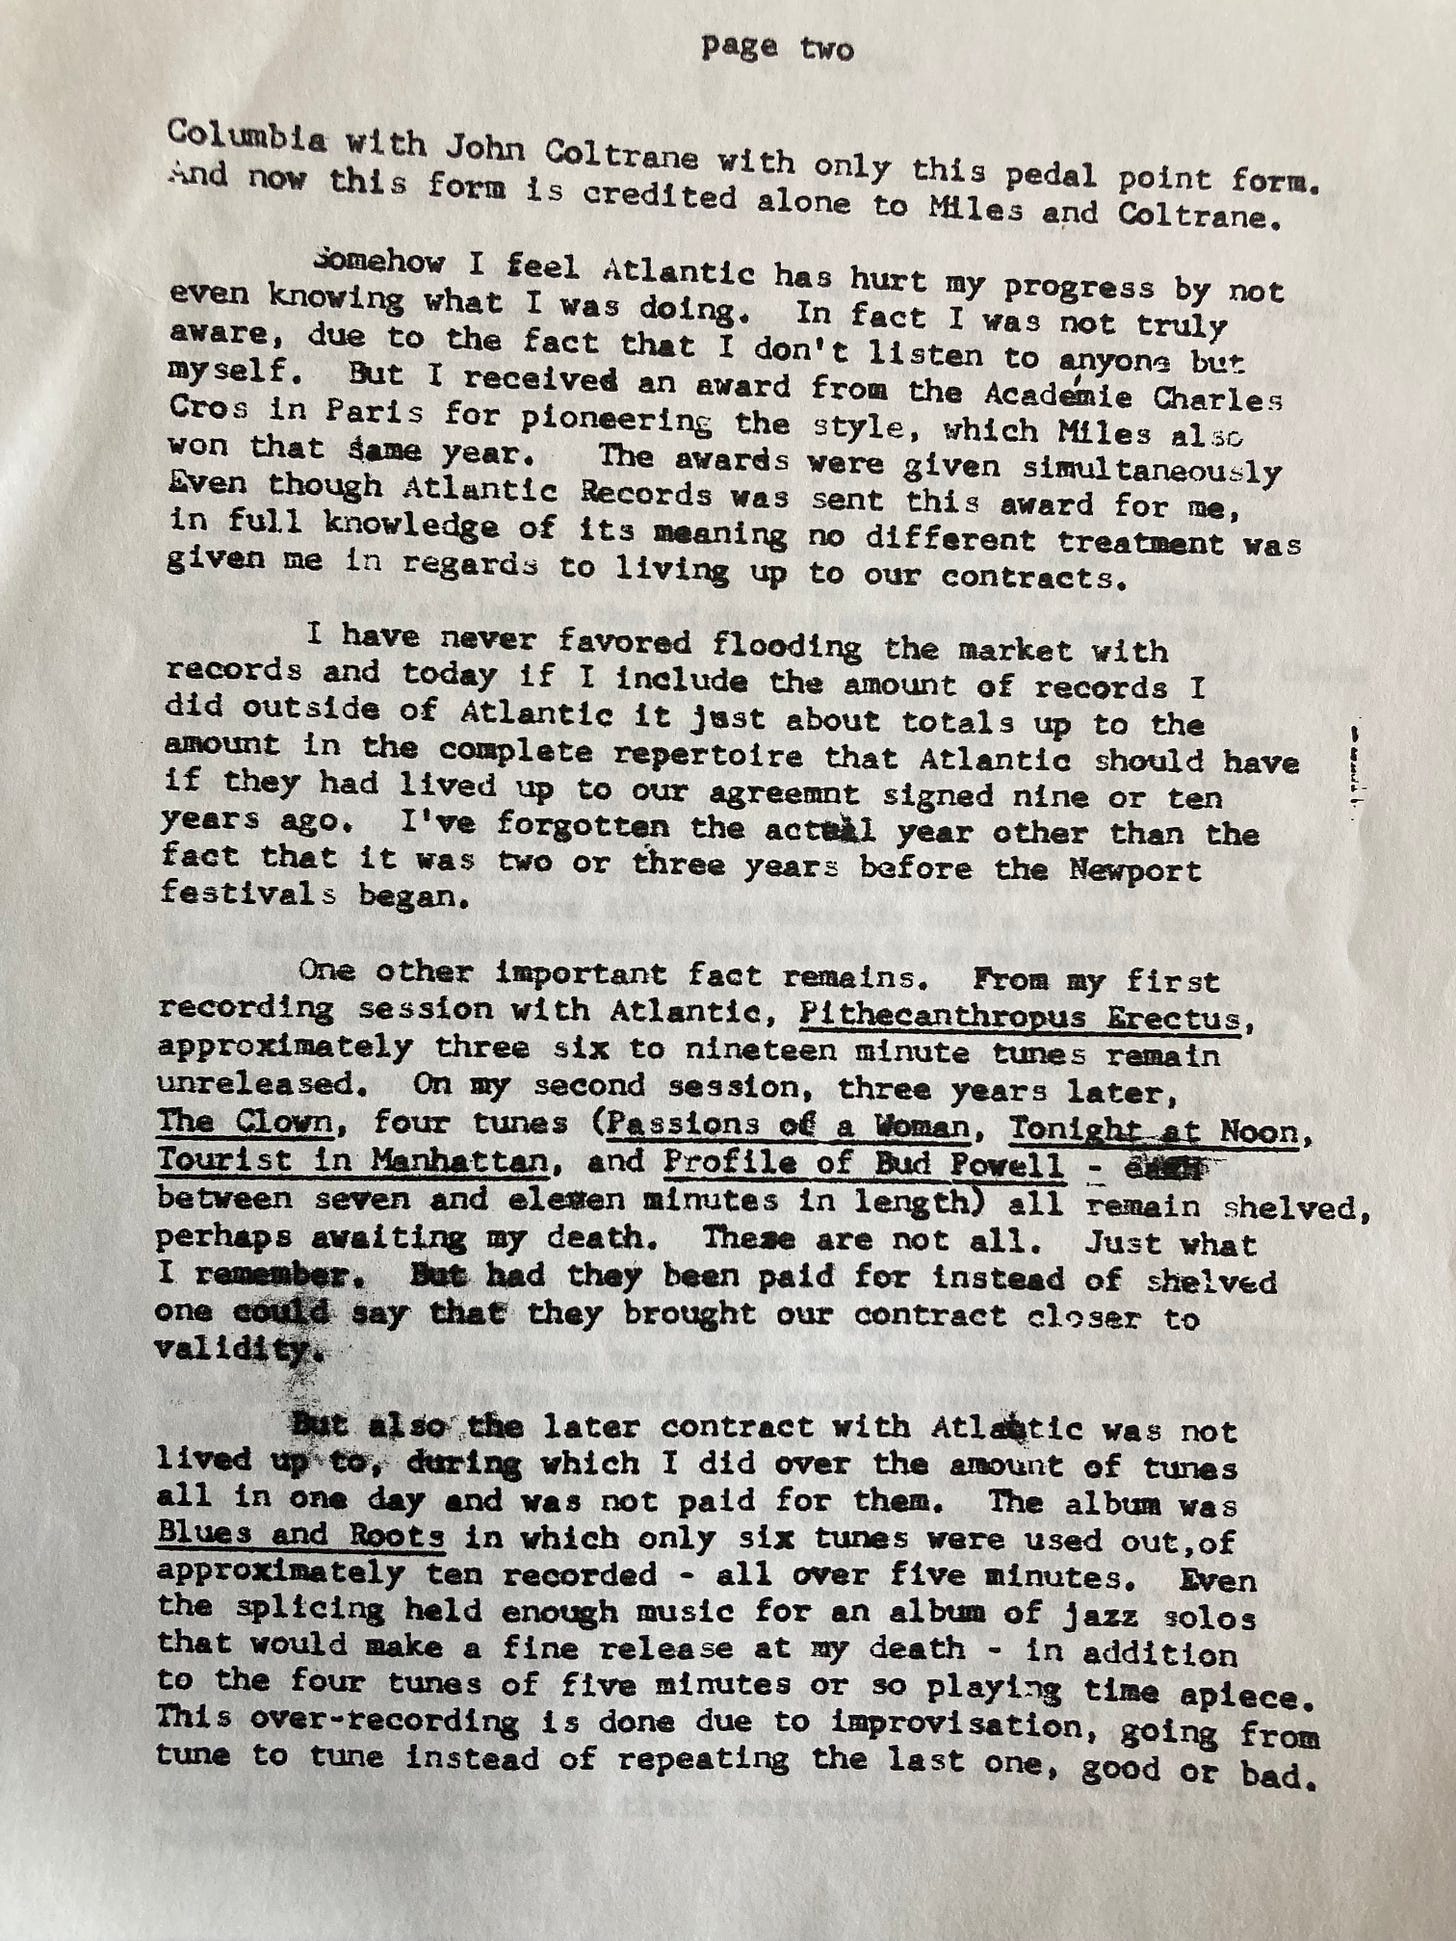 page two
Columbia with John Coltrane with only this pedal point form.
And now this form is credited alone to Miles and Coltrane.
Somehow I feel Atlantic has hurt my progress by not
even knowing what I was doing. In fact I was not truly
aware, due to the fact that I don't listen to anyone but
myself. But I received an award from the Académie Charles
Cros in Paris for pioneering the style, which Miles also
won that same year. The awards were given simultaneously
Even though Atlantic Records was sent this award for me,
in full knowledge of its meaning no different treatment was
given me in regards to living up to our contracts.
I have never favored flooding the market with
records and today if I include the amount of records I
did outside of Atlantic it just about totals up to the
amount in the complete repertoire that Atlantic should have
if they had lived up to our agreemnt signed nine or ten
years ago. I've forgotten the actual year other than the
fact that it was two or three years before the Newport
festivals began.
One other important fact remains. From my first
recording session with Atlantic, Pithecanthropus Erectus,
approximately three six to nineteen minute tunes remain
unreleased. On my second session, three years later,
The Clown, four tunes (Passions of a Woman, Tonight at Noon,
Tourist in Manhattan, and Profile of Bud Powell -
between seven and eleven minutes in length) all remain shelved,
perhaps awaiting my death. These are not all. Just what
I remember. But had they been paid for instead of shelved
one could say that they brought our contract closer to
validity.
But also the later contract with Atlantic was not
lived up to, during which I did over the amount of tunes
all in one day and was not paid for them. The album was
Blues and Roots in which only six tunes were used out,of
approximately ten recorded - all over five minutes. Even
the splicing held enough music for an album of jazz solos
that would make a fine release at my death - in addition
to the four tunes of five minutes or so playing time apiece.
This over-recording is done due to improvisation, going from
tune to tune instead of repeating the last one, good or bad.